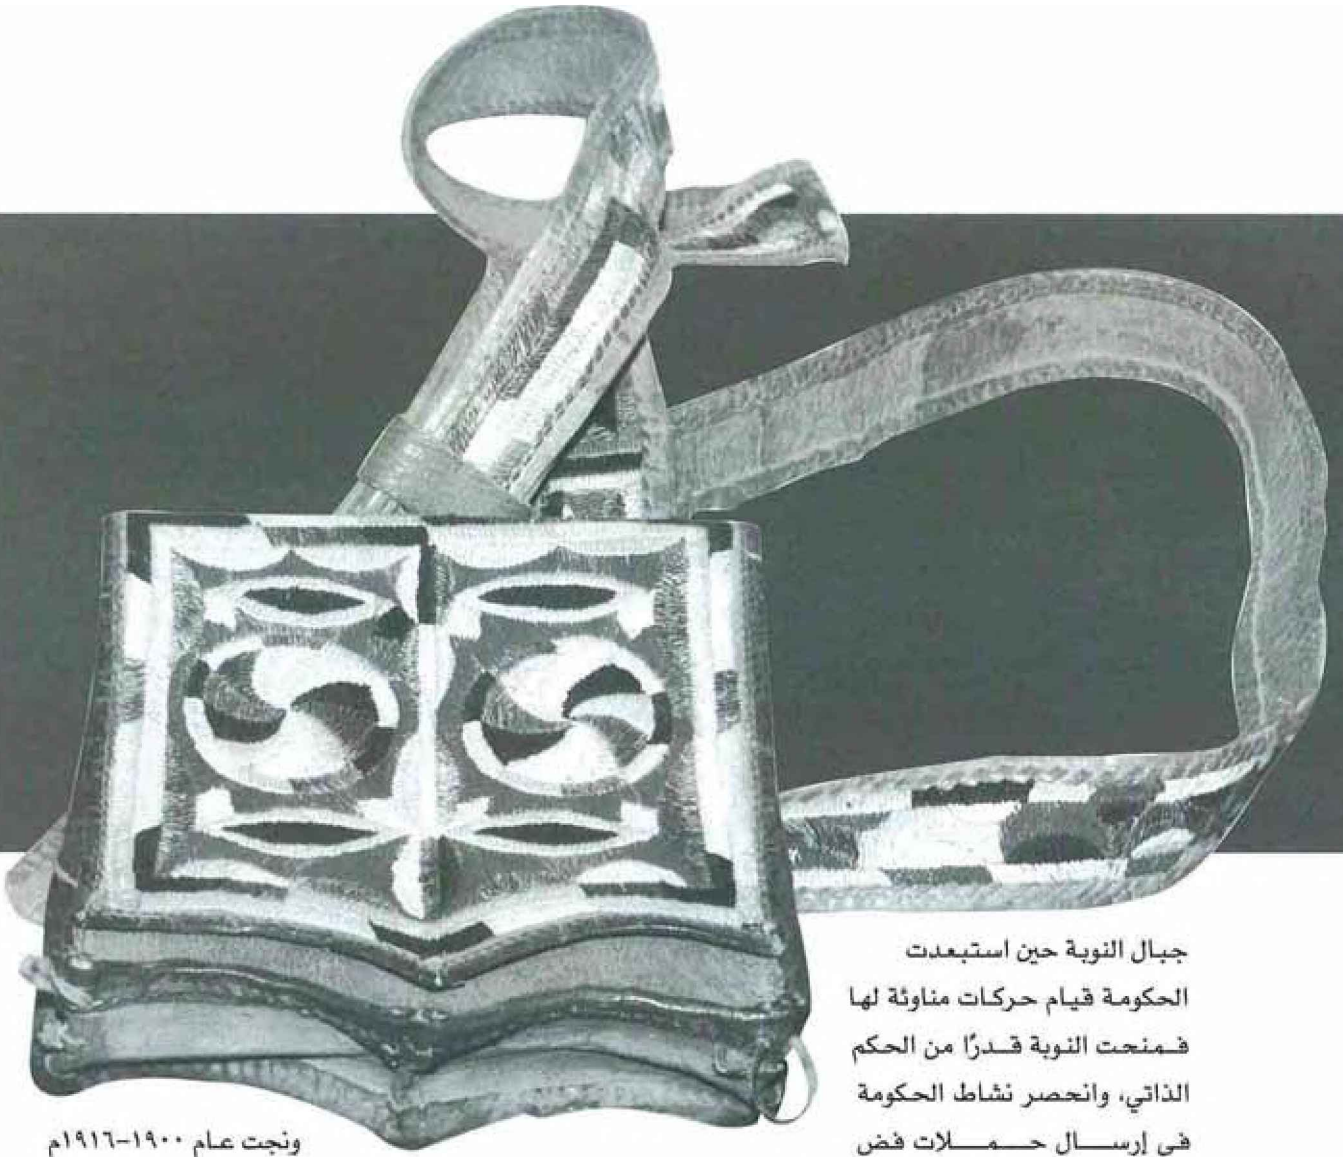 جبال النوبة حين استبعدت
الحكومة قيام حركات مناوئة لها
فمنحت النوبة قدرًا من الحكم
الذاتي، وانحصر نشاط الحكومة
في إرسال حملات فض
ونجت عام ١٩٠٠-١٩١٦م